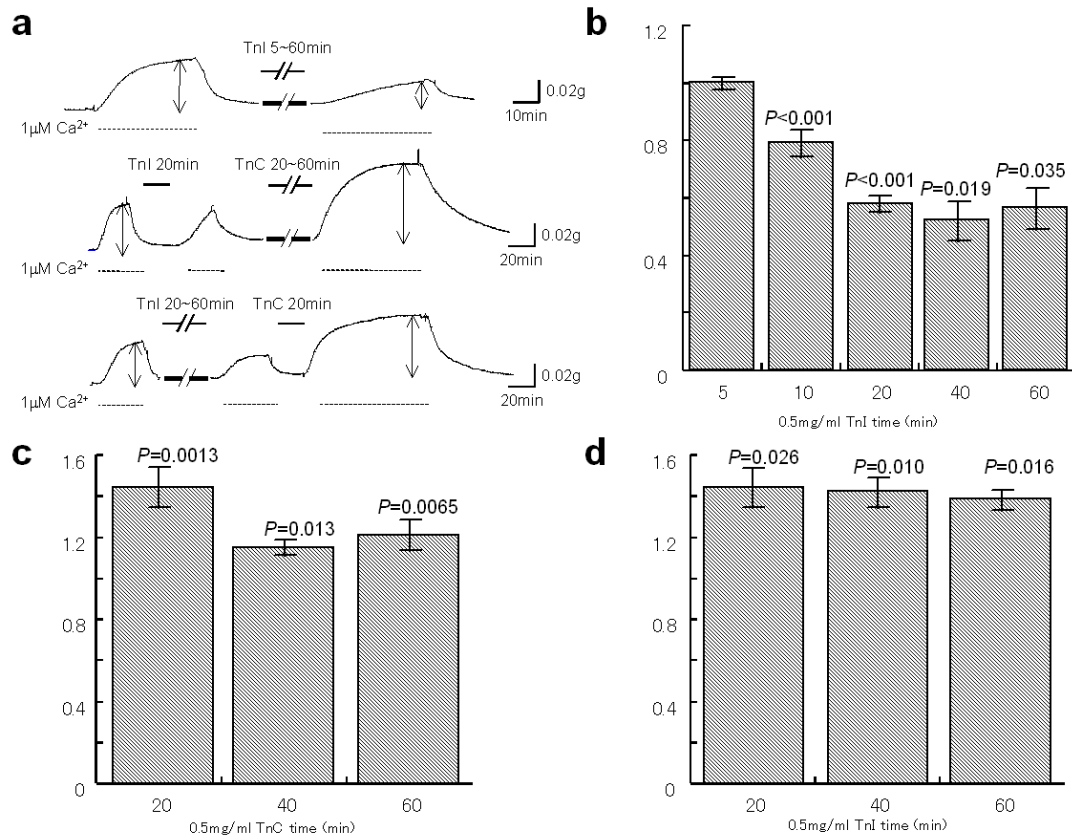 a
TnI 5~60min
0.02g
10min
1μM Ca²⁺
TnI 20min TnC 20~60min
0.02g
20min
1μM Ca²⁺
TnI 20~60min TnC 20min
0.02g
20min
1μM Ca²⁺
b
1.2
0.8
0.4
0
P<0.001
P<0.001
P=0.019
P=0.035
5 10 20 40 60
0.5mg/ml TnI time (min)
c
1.6
1.2
0.8
0.4
0
P=0.0013
P=0.013
P=0.0065
20 40 60
0.5mg/ml TnC time (min)
d
1.6
1.2
0.8
0.4
0
P=0.026
P=0.010
P=0.016
20 40 60
0.5mg/ml TnI time (min)